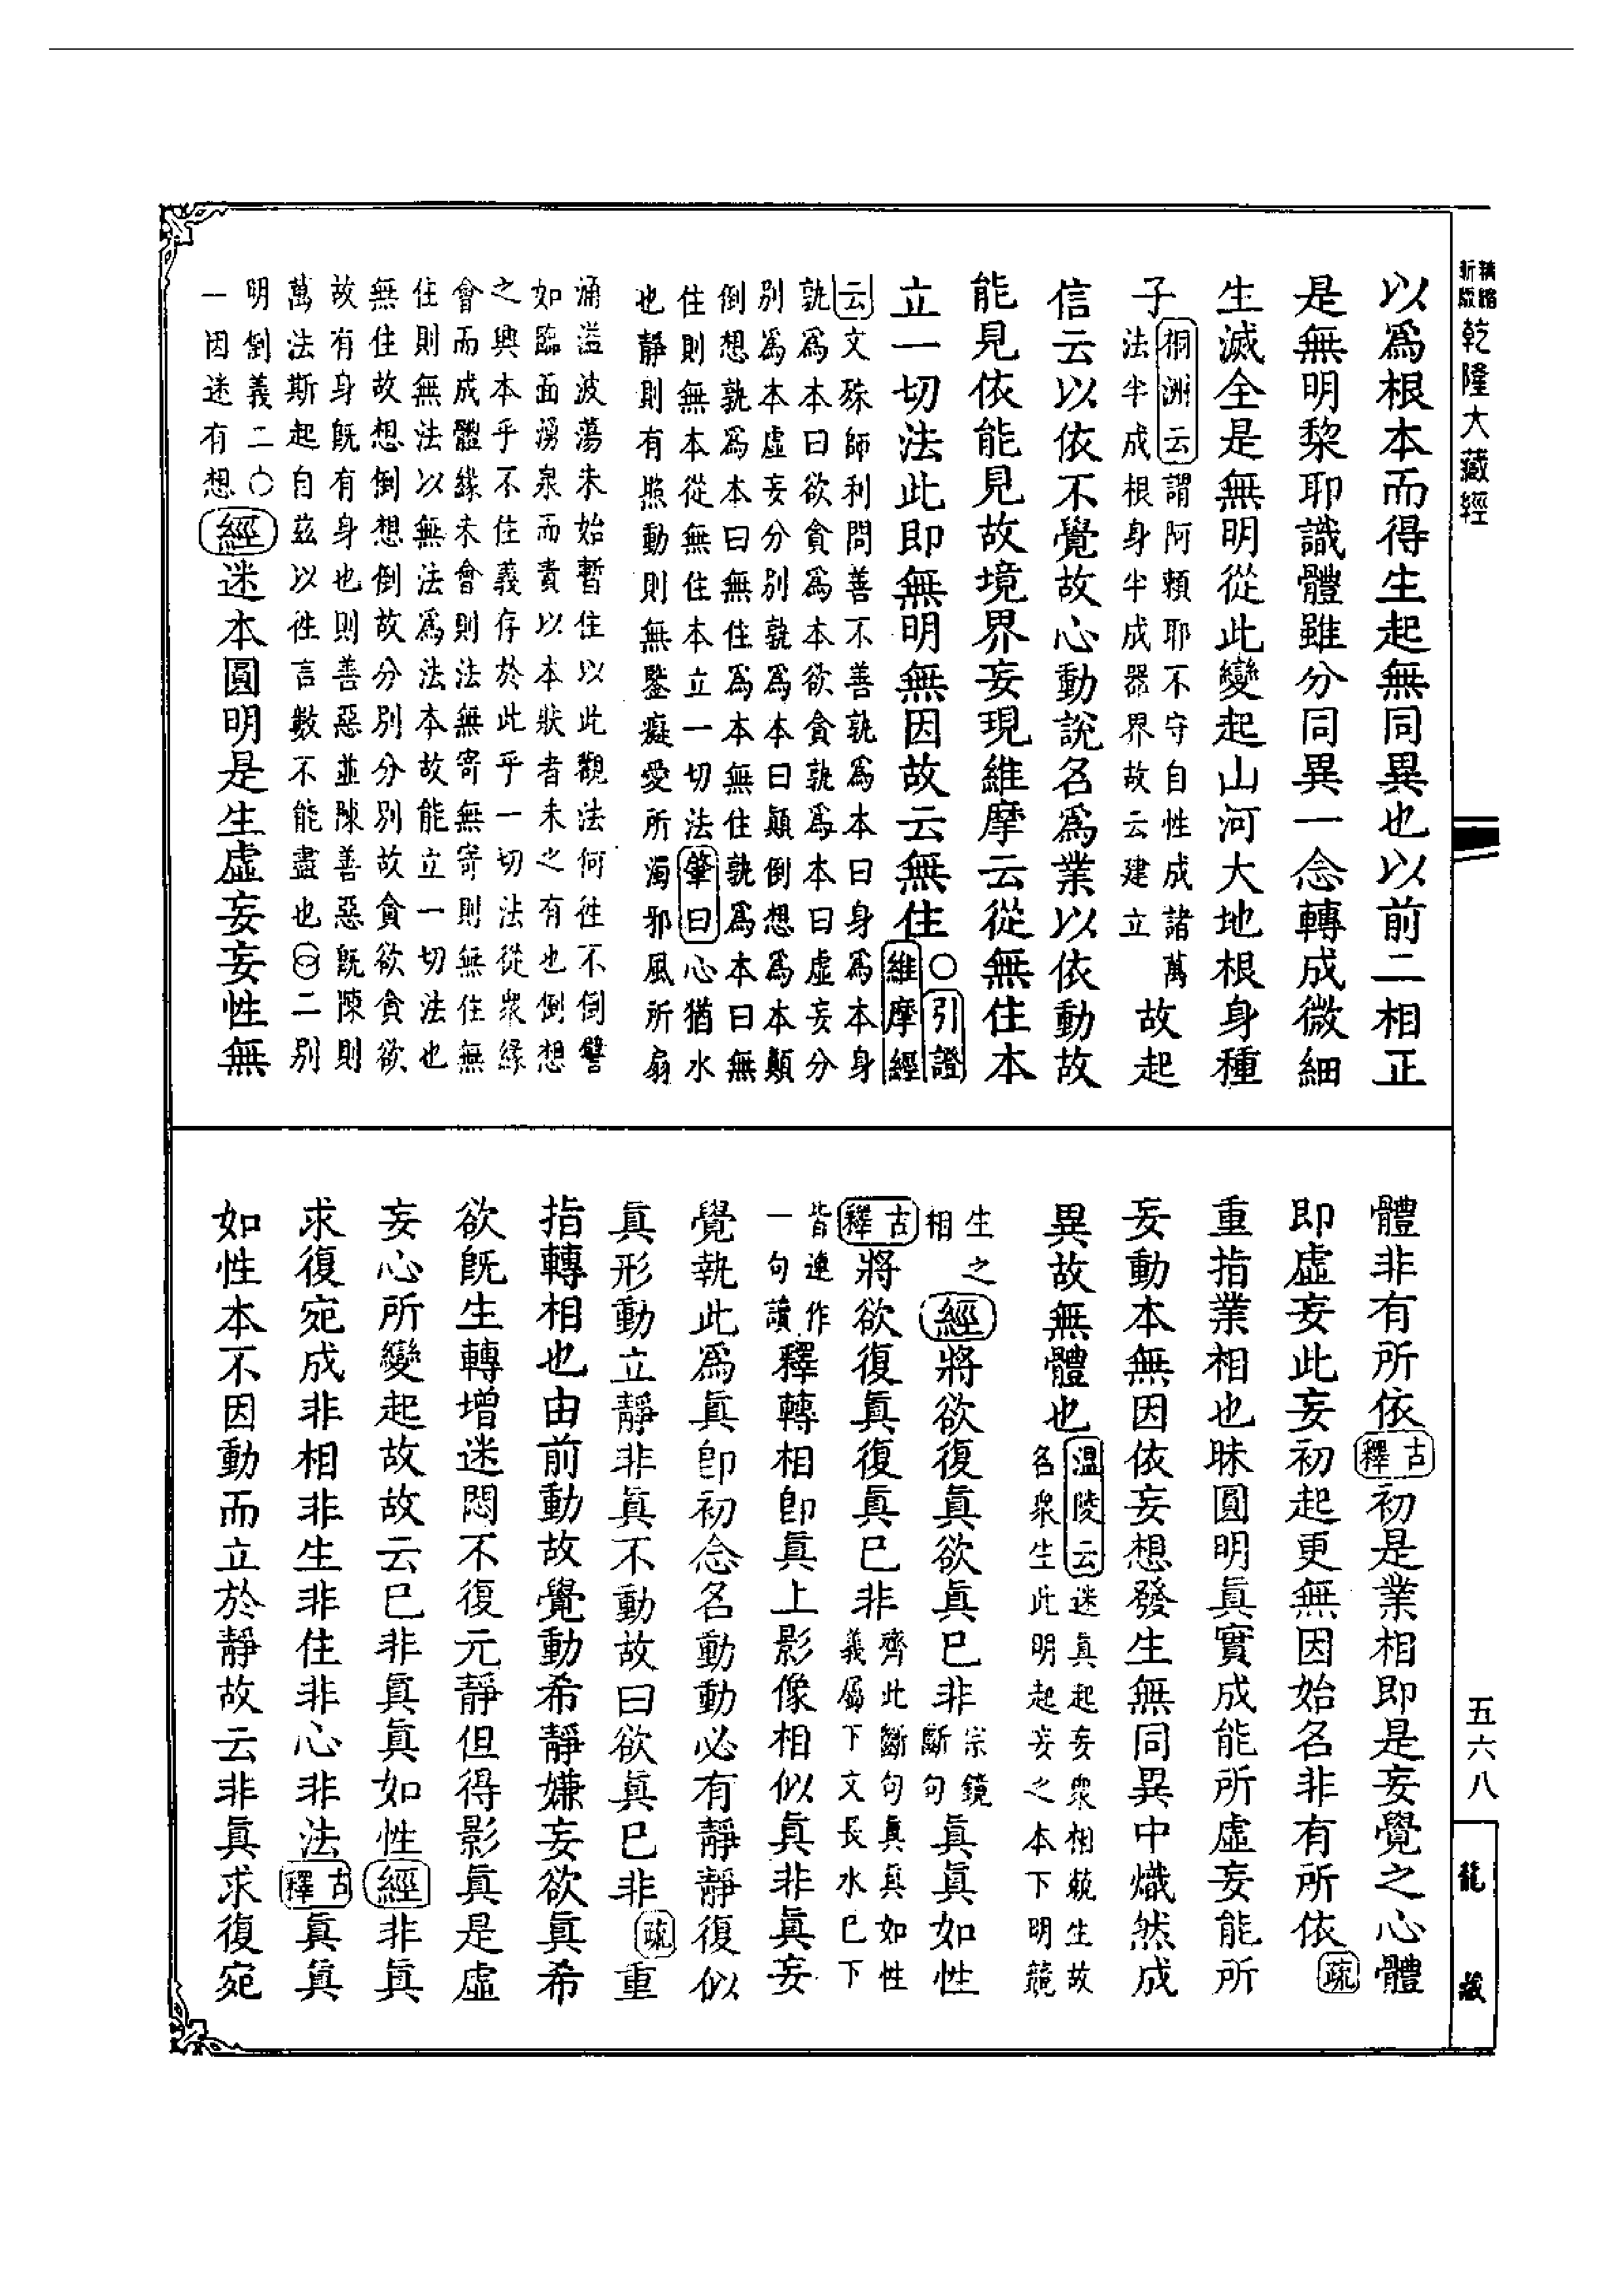 精縮
新版
乾隆大藏經
以爲根本而得生起無同異也以前二相正
是無明黎耶識體雖分同異一念轉成微細
生滅全是無明從此變起山河大地根身種
子桐洲云謂阿賴耶不守自性成諸萬
法半成根身半成器界故云建立
故起
信云以依不覺故心動說名爲業以依動故
能見依能見故境界妄現維摩云從無住本
立一切法此即無明無因故云無住○引證
維摩經
云文殊師利問善不善孰爲本曰身爲本身
孰爲本曰欲貪爲本欲貪孰爲本曰虛妄分
別爲本虛妄分別孰爲本曰顛倒想爲本顛
倒想孰爲本曰無住爲本無住孰爲本曰無
住則無本從無住本立一切法肇曰心猶水
也靜則有照動則無鑒癡愛所濁邪風所扇
涌溢波蕩未始暫住以此觀法何往不倒譬
如臨面湧泉而責以本狀者未之有也倒想
之興本乎不住義存於此乎一切法從衆緣
會而成體緣未會則法無寄無寄則無住無
住則無法以無法爲法本故能立一切法也
無住故想倒想倒故分別分別故貪欲貪欲
故有身旣有身也則善惡並陳善惡旣陳則
萬法斯起自茲以往言數不能盡也㊀二別
明倒義二○
一因迷有想
經迷本圓明是生虛妄妄性無
體非有所依古釋初是業相即是妄覺之心體
即虛妄此妄初起更無因始名非有所依疏
重指業相也昧圓明眞實成能所虛妄能所
妄動本無因依妄想發生無同異中熾然成
異故無體也溫陵云迷眞起妄衆相競生故
名衆生此明起妄之本下明競
生之
相
經將欲復眞欲眞已非宗鏡
斷句
眞眞如性
古釋將欲復眞復眞已非齊此斷句眞眞如性
義屬下文長水已下
皆連作
一句讀
釋轉相即眞上影像相似眞非眞妄
覺執此爲眞卽初念名動動必有靜靜復似
眞形動立靜非眞不動故曰欲眞已非疏重
指轉相也由前動故覺動希靜嫌妄欲眞希
欲旣生轉增迷悶不復元靜但得影眞是虛
妄心所變起故故云已非眞眞如性經非眞
求復宛成非相非生非住非心非法古釋眞眞
如性本不因動而立於靜故云非眞求復宛
五六八
龍藏